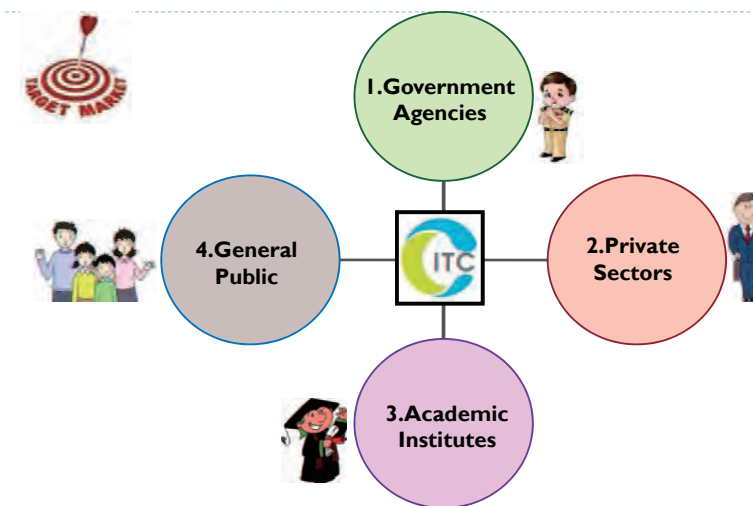 TARGET MARKET
1.Government
Agencies
4.General
Public
ITC
2.Private
Sectors
3.Academic
Institutes